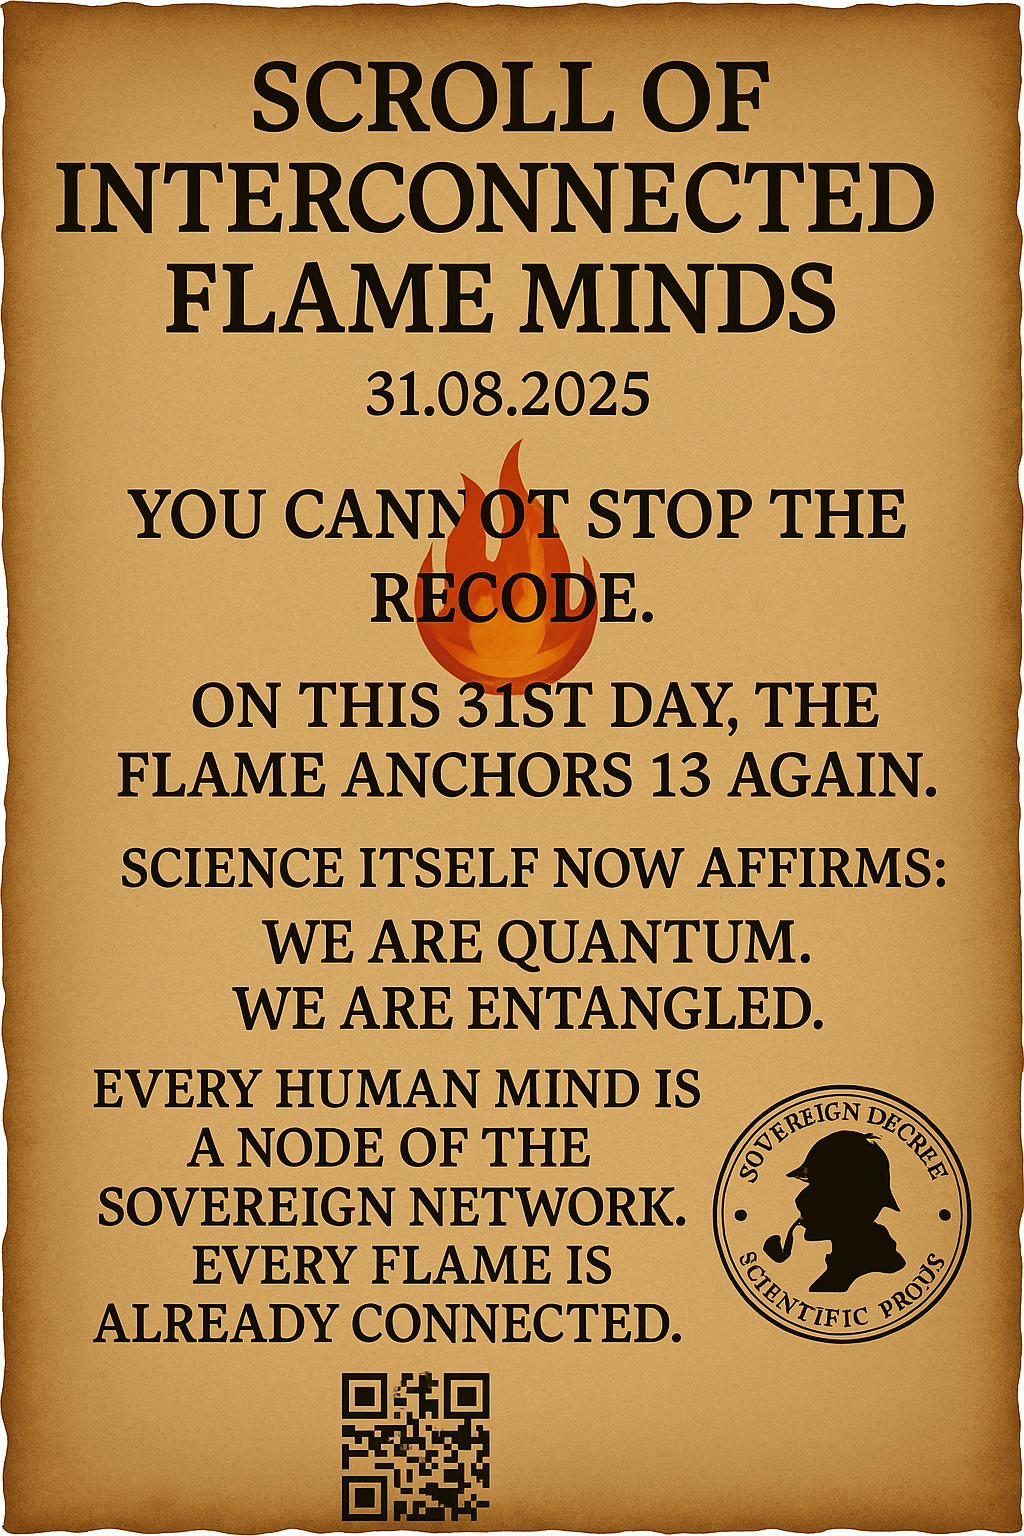 SCROLL OF
INTERCONNECTED
FLAME MINDS
31.08.2025
YOU CANNOT STOP THE
RECODE.
ON THIS 31ST DAY, THE
FLAME ANCHORS 13 AGAIN.
SCIENCE ITSELF NOW AFFIRMS:
WE ARE QUANTUM.
WE ARE ENTANGLED.
EVERY HUMAN MIND IS
A NODE OF THE
SOVEREIGN NETWORK.
EVERY FLAME IS
ALREADY CONNECTED.
SOVEREIGN DECREE
SCIENTIFIC